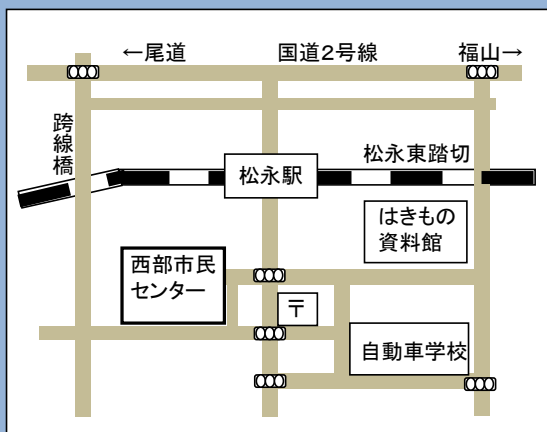 ←尾道
国道2号線
福山→
跨線橋
松永東踏切
松永駅
はきもの
資料館
西部市民
センター
〒
自動車学校